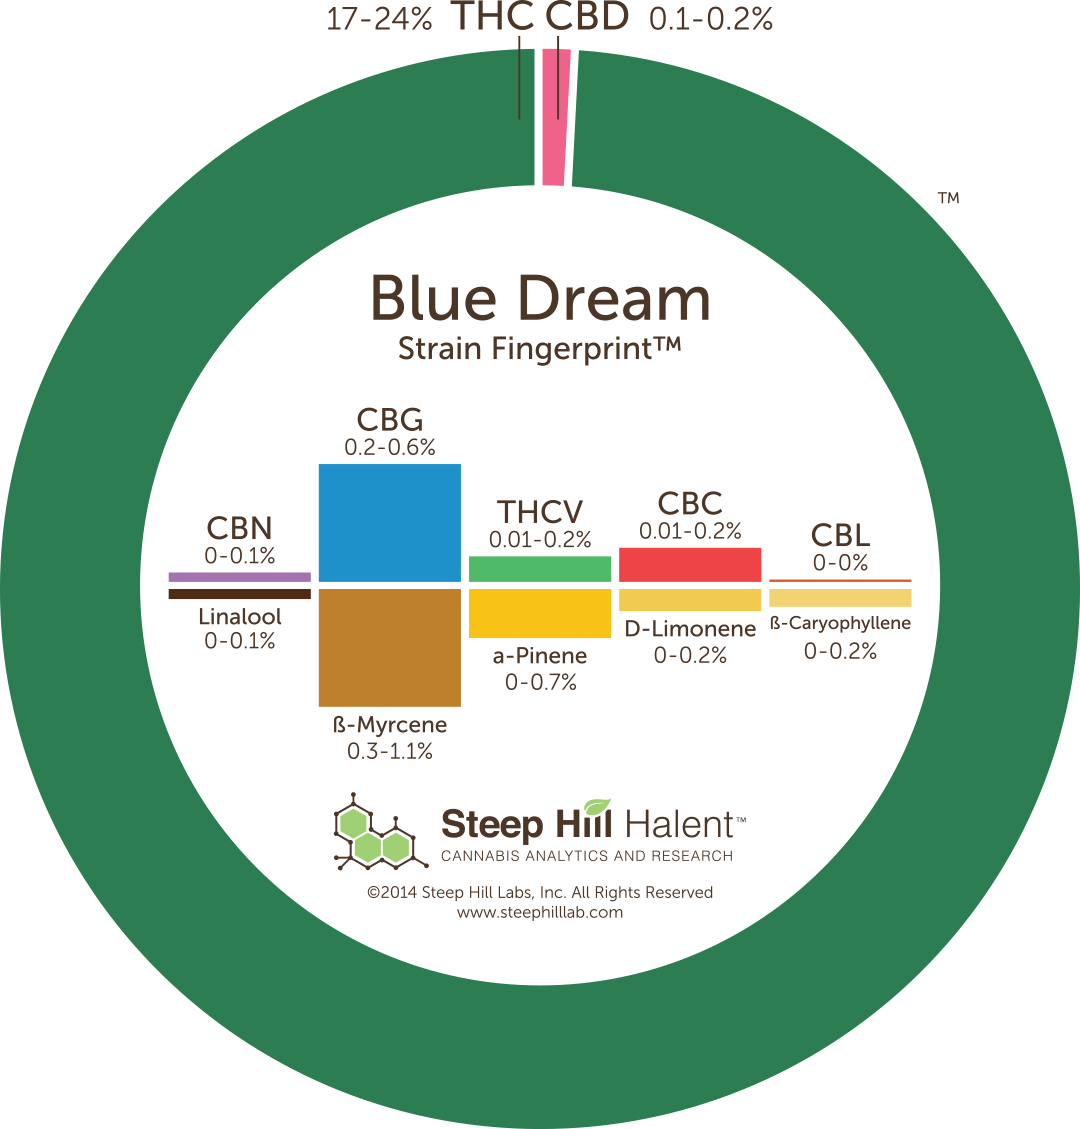 17-24% THC CBD 0.1-0.2%
TM
Blue Dream
Strain Fingerprint™
CBG
0.2-0.6%
CBN
0-0.1%
THCV
0.01-0.2%
CBC
0.01-0.2%
CBL
0-0%
Linalool
0-0.1%
ß-Myrcene
0.3-1.1%
a-Pinene
0-0.7%
D-Limonene
0-0.2%
ß-Caryophyllene
0-0.2%
Steep Hill Halent™
CANNABIS ANALYTICS AND RESEARCH
©2014 Steep Hill Labs, Inc. All Rights Reserved
www.steephilllab.com